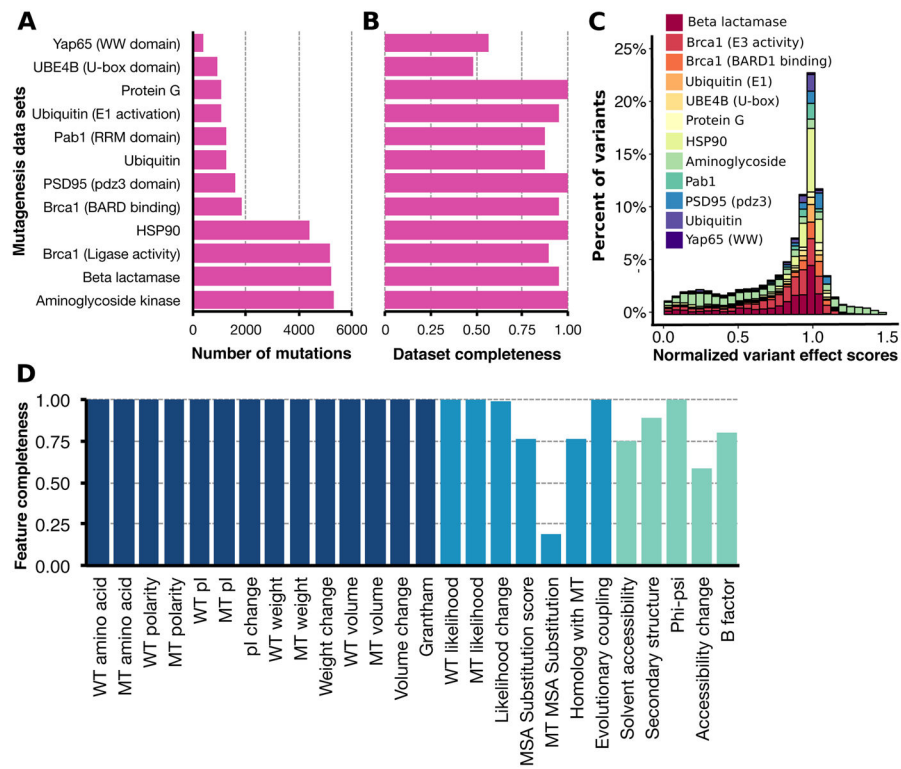 A
Mutagenesis data sets
Yap65 (WW domain)
UBE4B (U-box domain)
Protein G
Ubiquitin (E1 activation)
Pab1 (RRM domain)
Ubiquitin
PSD95 (pdz3 domain)
Brca1 (BARD binding)
HSP90
Brca1 (Ligase activity)
Beta lactamase
Aminoglycoside kinase
0 2000 4000 6000
Number of mutations
B
0 0.25 0.50 0.75 1.00
Dataset completeness
C
Beta lactamase
Brca1 (E3 activity)
Brca1 (BARD1 binding)
Ubiquitin (E1)
UBE4B (U-box)
Protein G
HSP90
Aminoglycoside
Pab1
PSD95 (pdz3)
Ubiquitin
Yap65 (WW)
Percent of variants
25%
20%
15%
10%
5%
0%
0.0 0.5 1.0 1.5
Normalized variant effect scores
D
Feature completeness
1.00
0.75
0.50
0.25
0.00
WT amino acid
MT amino acid
WT polarity
MT polarity
WT pI
MT pI
pI change
WT weight
MT weight
Weight change
WT volume
MT volume
Volume change
Grantham
WT likelihood
MT likelihood
Likelihood change
MSA Substitution score
MT MSA Substitution
Homolog with MT
Evolutionary coupling
Solvent accessibility
Secondary structure
Phi-psi
Accessibility change
B factor